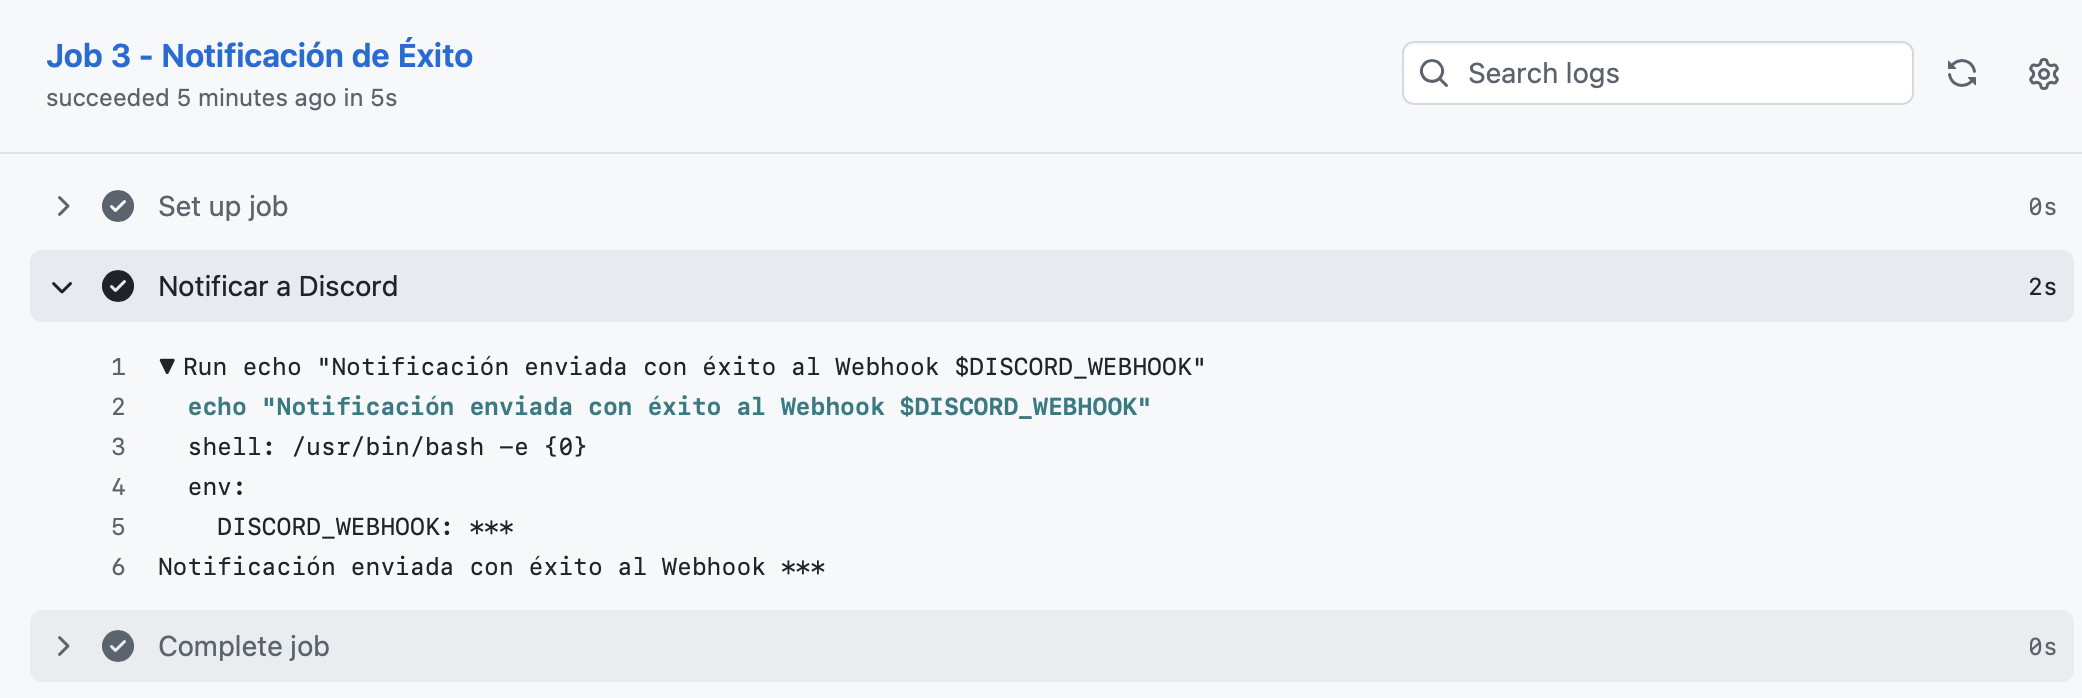 Job 3 - Notificación de Éxito
succeeded 5 minutes ago in 5s
Search logs
Set up job 0s
Notificar a Discord 2s
1 ▼ Run echo "Notificación enviada con éxito al Webhook $DISCORD_WEBHOOK"
2 echo "Notificación enviada con éxito al Webhook $DISCORD_WEBHOOK"
3 shell: /usr/bin/bash -e {0}
4 env:
5 DISCORD_WEBHOOK: ***
6 Notificación enviada con éxito al Webhook ***
Complete job 0s